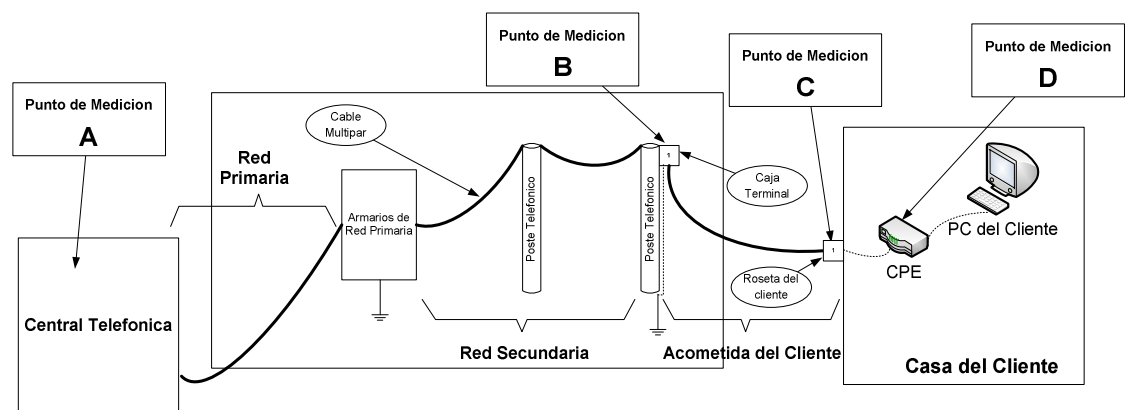 Punto de Medicion
A
Punto de Medicion
B
Punto de Medicion
C
Punto de Medicion
D
Cable
Multipar
Red
Primaria
Armarios de
Red Primaria
Poste Telefonico
Poste Telefonico
1
Caja
Terminal
1
Roseta del
cliente
CPE
PC del Cliente
Central Telefonica
Red Secundaria
Acometida del Cliente
Casa del Cliente